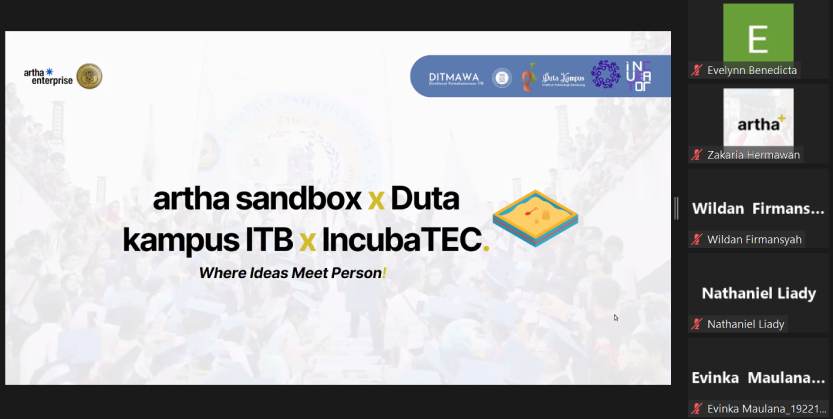 artha
enterprise
DITMAWA
Duta Kampus
INCUBATOR
artha sandbox x Duta
kampus ITB x IncubaTEC.
Where Ideas Meet Person!
E
Evelynn Benedicta
artha+
Zakaria Hermawan
Wildan Firmans...
Wildan Firmansyah
Nathaniel Liady
Nathaniel Liady
Evinka Maulana...
Evinka Maulana_19221...